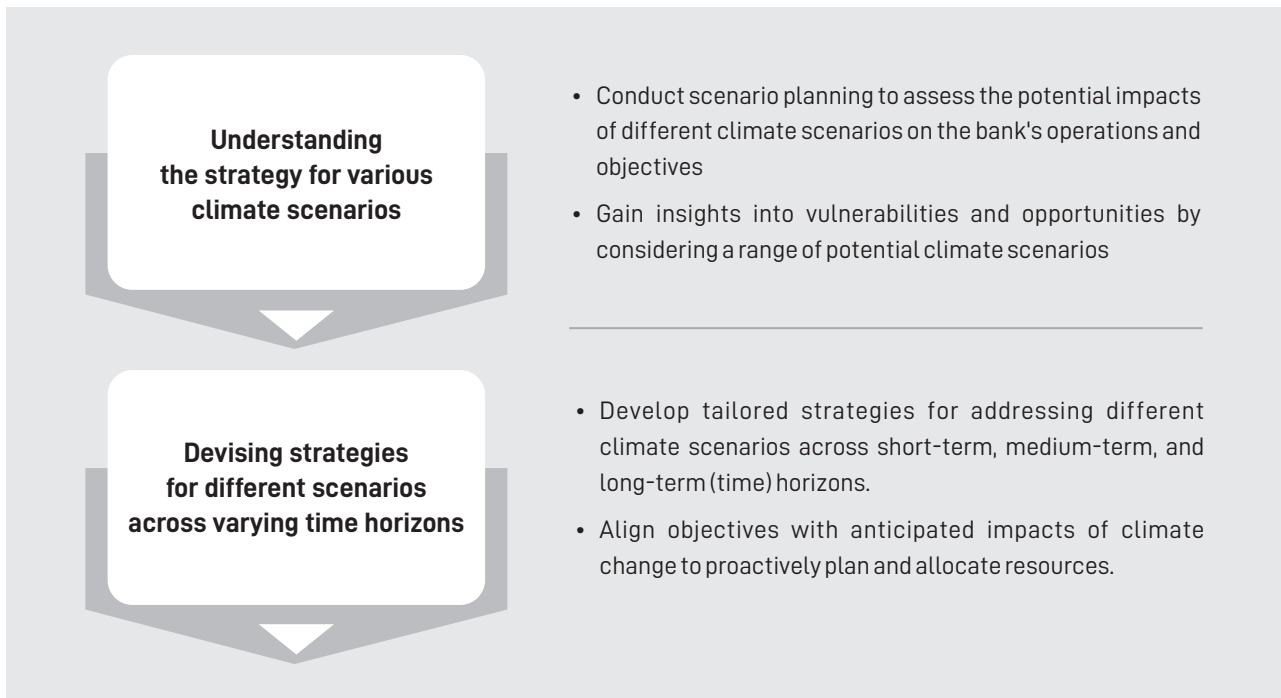 Understanding
the strategy for various
climate scenarios
• Conduct scenario planning to assess the potential impacts
of different climate scenarios on the bank's operations and
objectives
• Gain insights into vulnerabilities and opportunities by
considering a range of potential climate scenarios
Devising strategies
for different scenarios
across varying time horizons
• Develop tailored strategies for addressing different
climate scenarios across short-term, medium-term, and
long-term (time) horizons.
• Align objectives with anticipated impacts of climate
change to proactively plan and allocate resources.